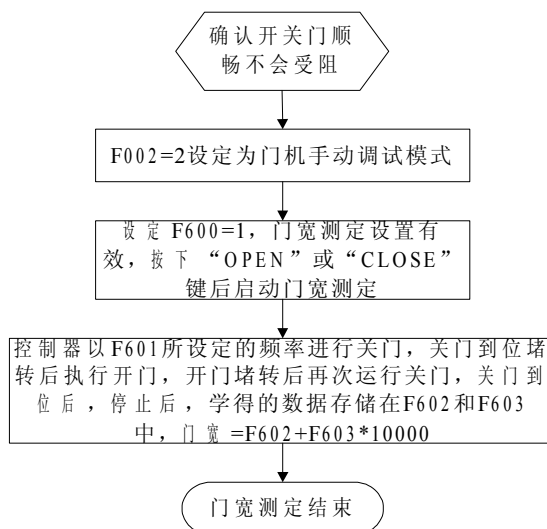 确认开关门顺
畅不会受阻
F002=2设定为门机手动调试模式
设定 F600=1，门宽测定设置有
效，按下 “OPEN”或“CLOSE”
键后启动门宽测定
控制器以F601所设定的频率进行关门，关门到位堵
转后执行开门，开门堵转后再次运行关门，关门到
位后，停止后，学得的数据存储在F602和F603
中，门宽=F602+F603*10000
门宽测定结束